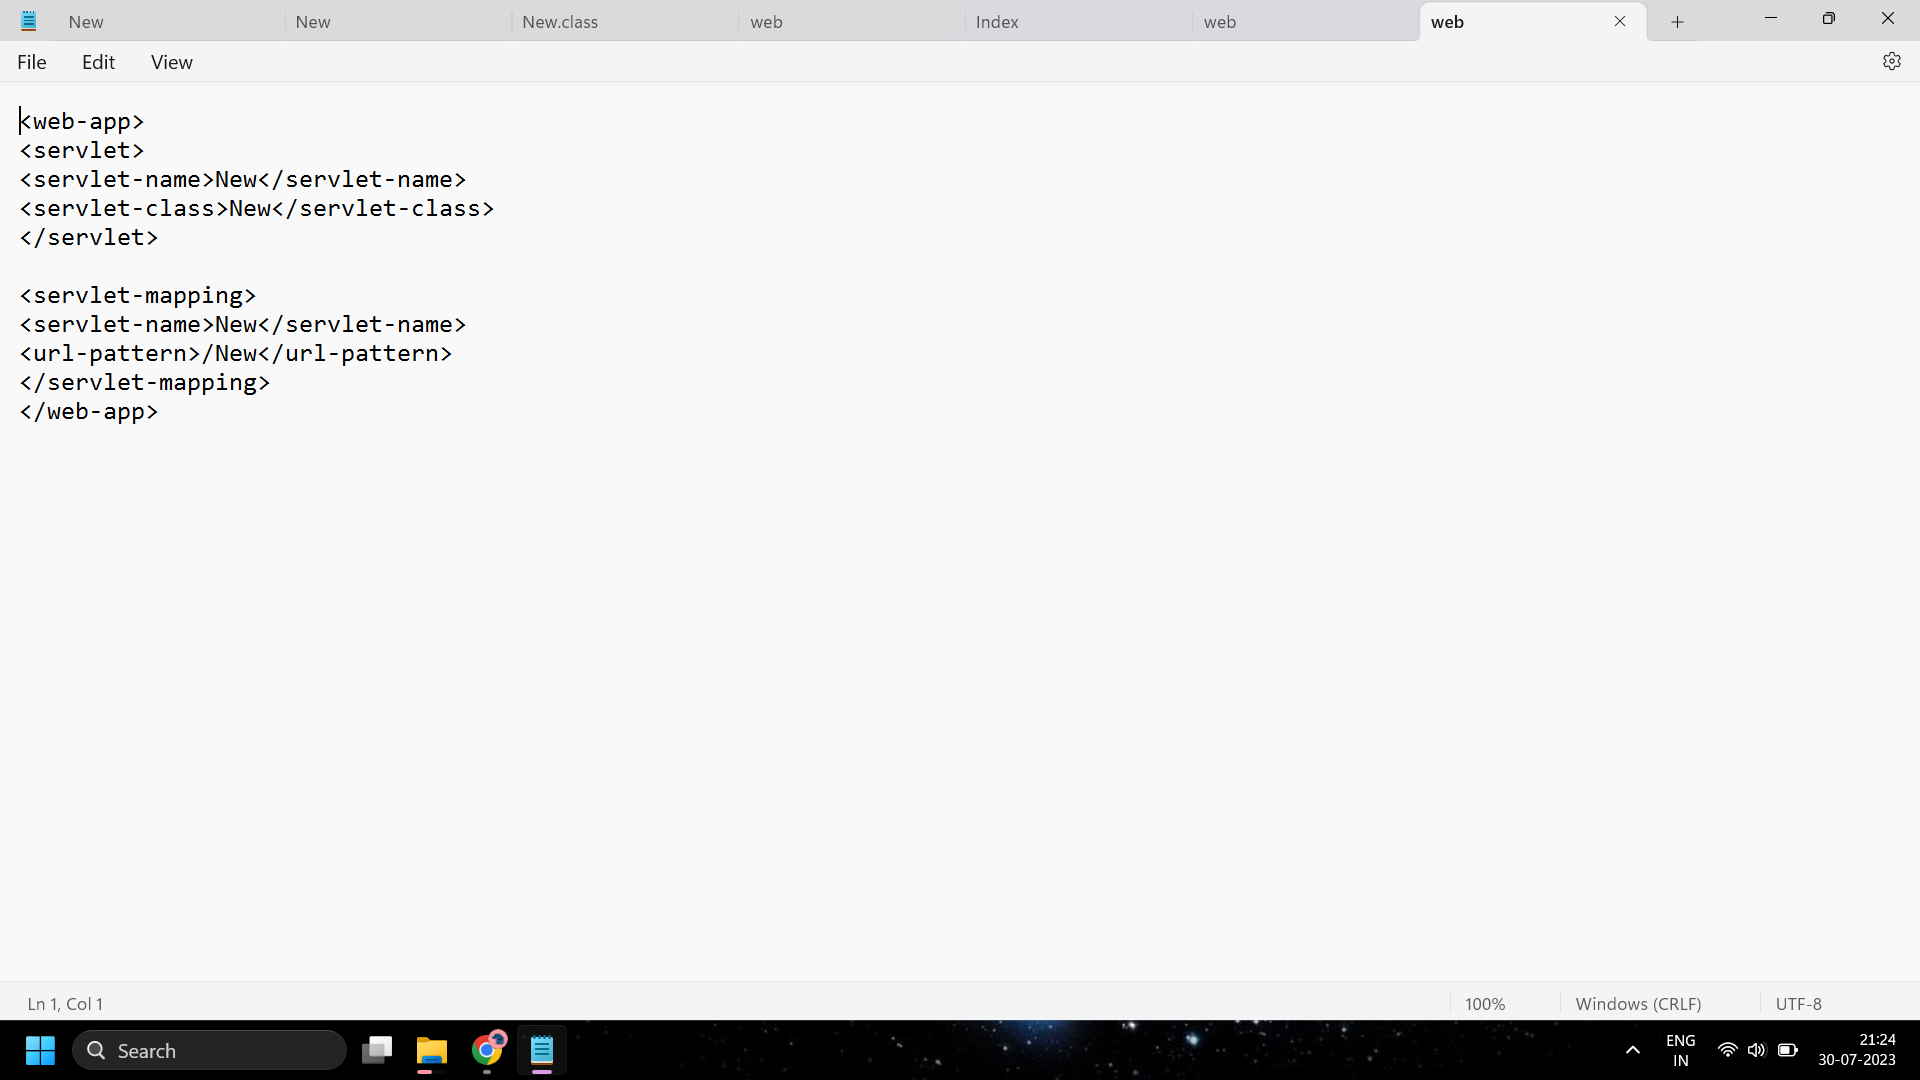 New
New
New.class
web
Index
web
web
File
Edit
View
<web-app>
<servlet>
<servlet-name>New</servlet-name>
<servlet-class>New</servlet-class>
</servlet>
<servlet-mapping>
<servlet-name>New</servlet-name>
<url-pattern>/New</url-pattern>
</servlet-mapping>
</web-app>
Ln 1, Col 1
100%
Windows (CRLF)
UTF-8
Search
ENG
IN
21:24
30-07-2023